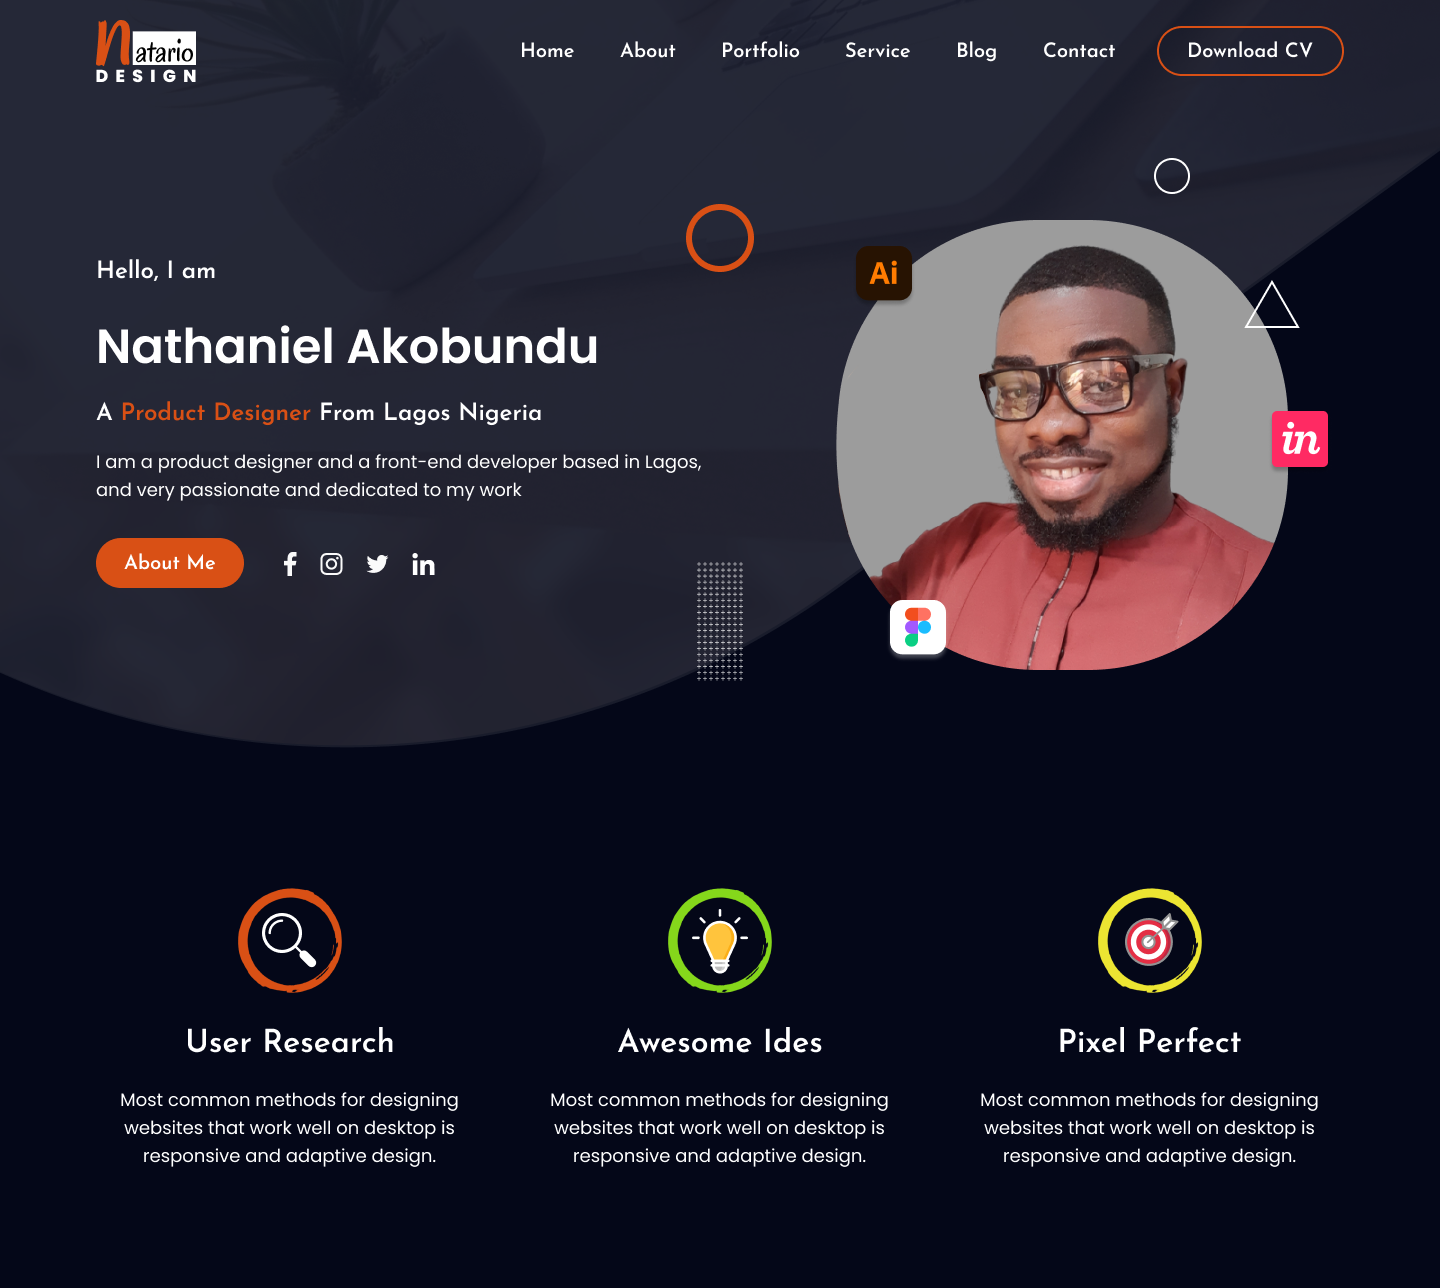 natario
DESIGN
Home About Portfolio Service Blog Contact Download CV
Hello, I am
Nathaniel Akobundu
A Product Designer From Lagos Nigeria
I am a product designer and a front-end developer based in Lagos,
and very passionate and dedicated to my work
About Me
Ai
in
User Research
Most common methods for designing
websites that work well on desktop is
responsive and adaptive design.
Awesome Ides
Most common methods for designing
websites that work well on desktop is
responsive and adaptive design.
Pixel Perfect
Most common methods for designing
websites that work well on desktop is
responsive and adaptive design.